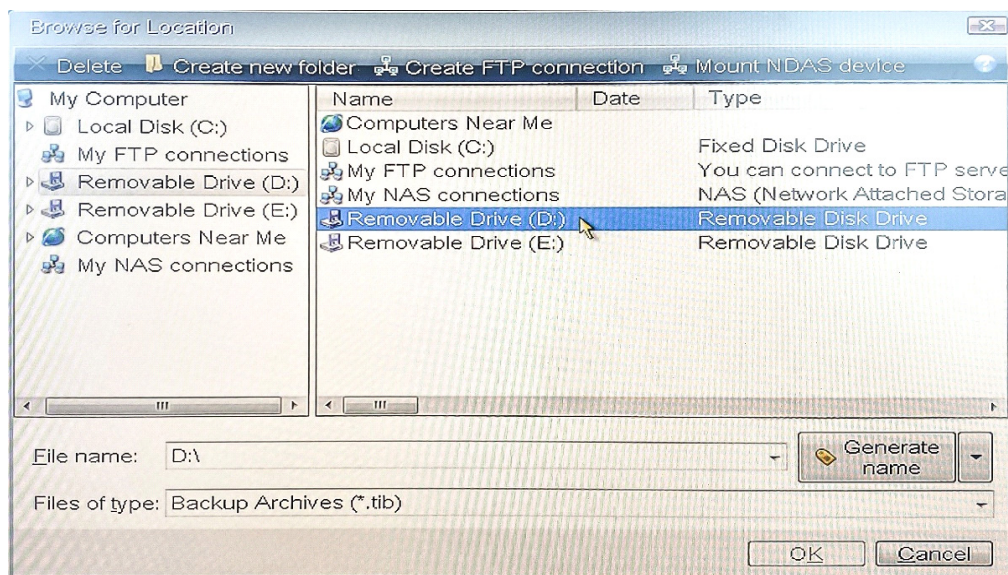 Browse for Location
Delete Create new folder Create FTP connection Mount NDAS device
My Computer
Local Disk (C:)
My FTP connections
Removable Drive (D:)
Removable Drive (E:)
Computers Near Me
My NAS connections
Name Date Type
Computers Near Me
Local Disk (C:) Fixed Disk Drive
My FTP connections You can connect to FTP serve
My NAS connections NAS (Network Attached Stora
Removable Drive (D:) Removable Disk Drive
Removable Drive (E:) Removable Disk Drive
File name: D:\
Generate name
Files of type: Backup Archives (*.tib)
OK Cancel